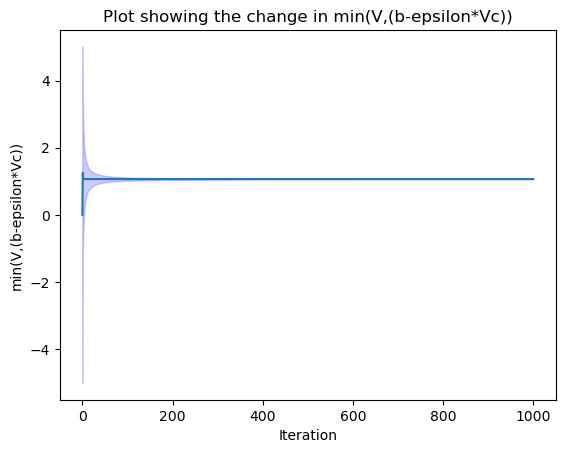 Plot showing the change in min(V,(b-epsilon*Vc))
min(V,(b-epsilon*Vc))
4
2
0
−2
−4
0 200 400 600 800 1000
Iteration